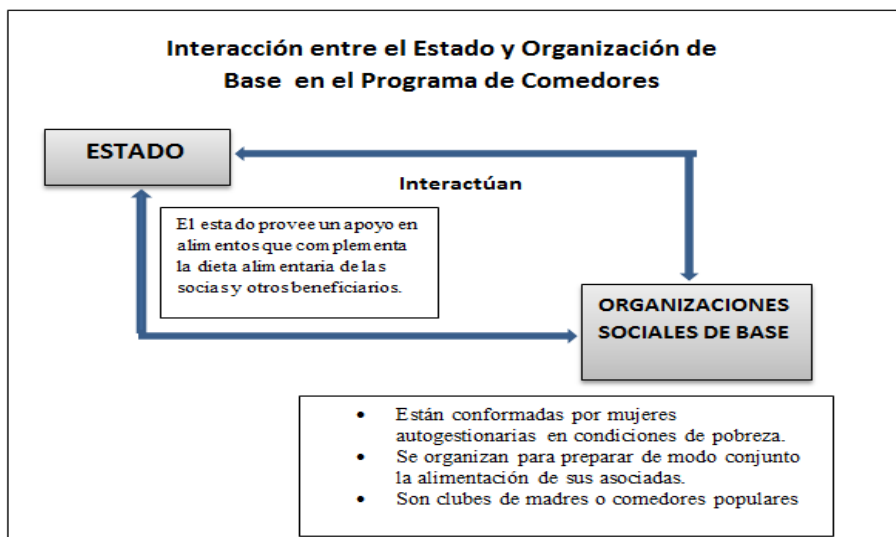 Interacción entre el Estado y Organización de
Base en el Programa de Comedores
ESTADO
Interactúan
El estado provee un apoyo en
alimentos que complementa
la dieta alimentaria de las
socias y otros beneficiarios.
ORGANIZACIONES
SOCIALES DE BASE
• Están conformadas por mujeres
autogestionarias en condiciones de pobreza.
• Se organizan para preparar de modo conjunto
la alimentación de sus asociadas.
• Son clubes de madres o comedores populares